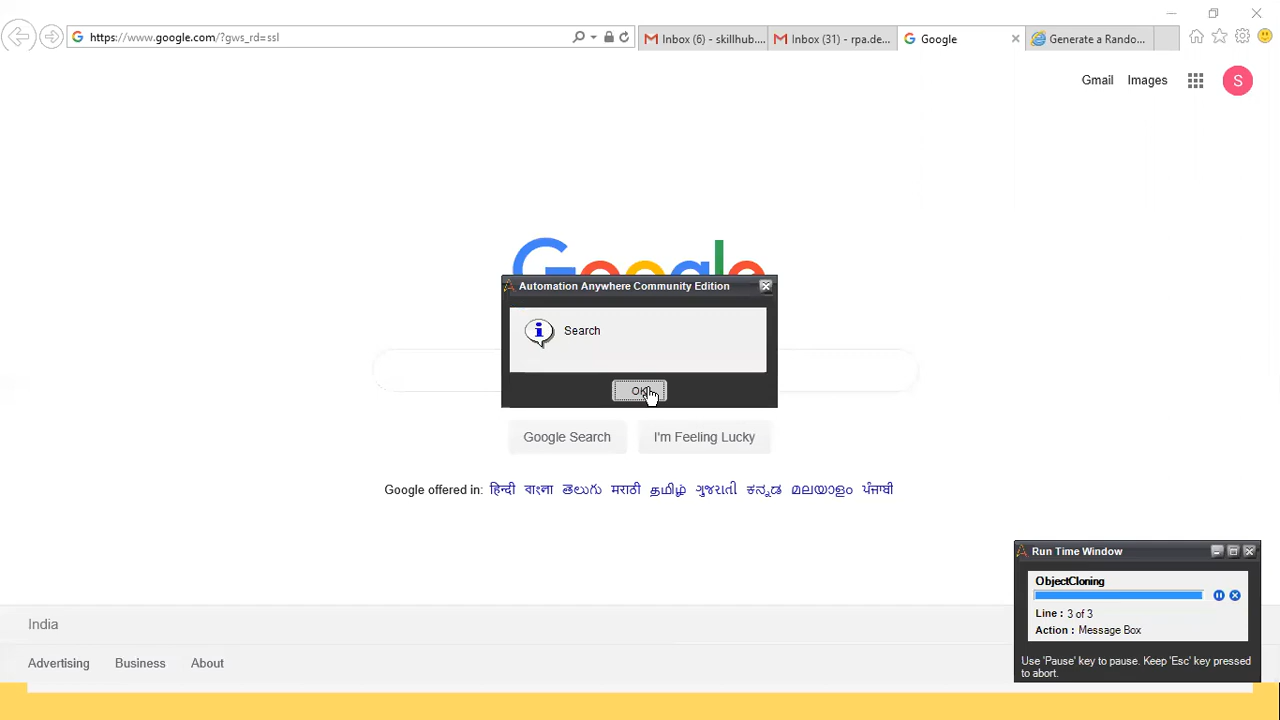 https://www.google.com/?gws_rd=ssl
Inbox (6) - skillhub....
Inbox (31) - rpa.de...
Google
Generate a Rando...
Gmail
Images
S
Google
Automation Anywhere Community Edition
Search
OK
Google Search
I'm Feeling Lucky
Google offered in: हिन्दी বাংলা తెలుగు मराठी தமிழ் ગુજરાતી ಕನ್ನಡ മലയാളം ਪੰਜਾਬੀ
Run Time Window
ObjectCloning
Line : 3 of 3
Action : Message Box
Use 'Pause' key to pause. Keep 'Esc' key pressed
to abort.
India
Advertising
Business
About